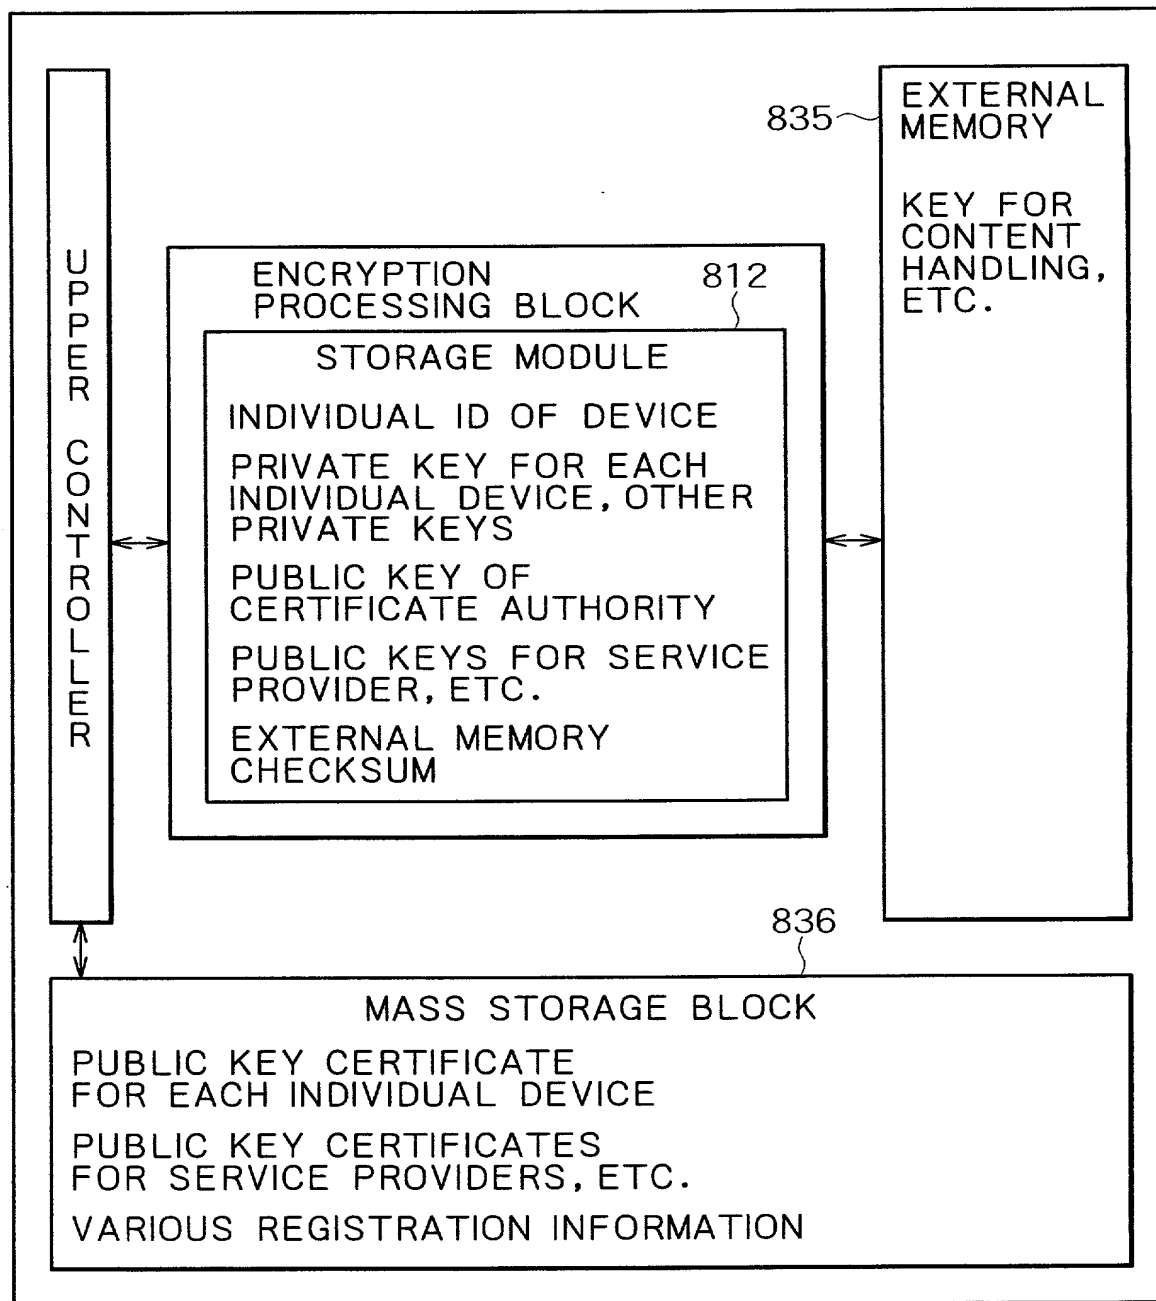 835
EXTERNAL
MEMORY
KEY FOR
CONTENT
HANDLING,
ETC.
UPPER CONTROLLER
ENCRYPTION
PROCESSING BLOCK
812
STORAGE MODULE
INDIVIDUAL ID OF DEVICE
PRIVATE KEY FOR EACH
INDIVIDUAL DEVICE, OTHER
PRIVATE KEYS
PUBLIC KEY OF
CERTIFICATE AUTHORITY
PUBLIC KEYS FOR SERVICE
PROVIDER, ETC.
EXTERNAL MEMORY
CHECKSUM
836
MASS STORAGE BLOCK
PUBLIC KEY CERTIFICATE
FOR EACH INDIVIDUAL DEVICE
PUBLIC KEY CERTIFICATES
FOR SERVICE PROVIDERS, ETC.
VARIOUS REGISTRATION INFORMATION